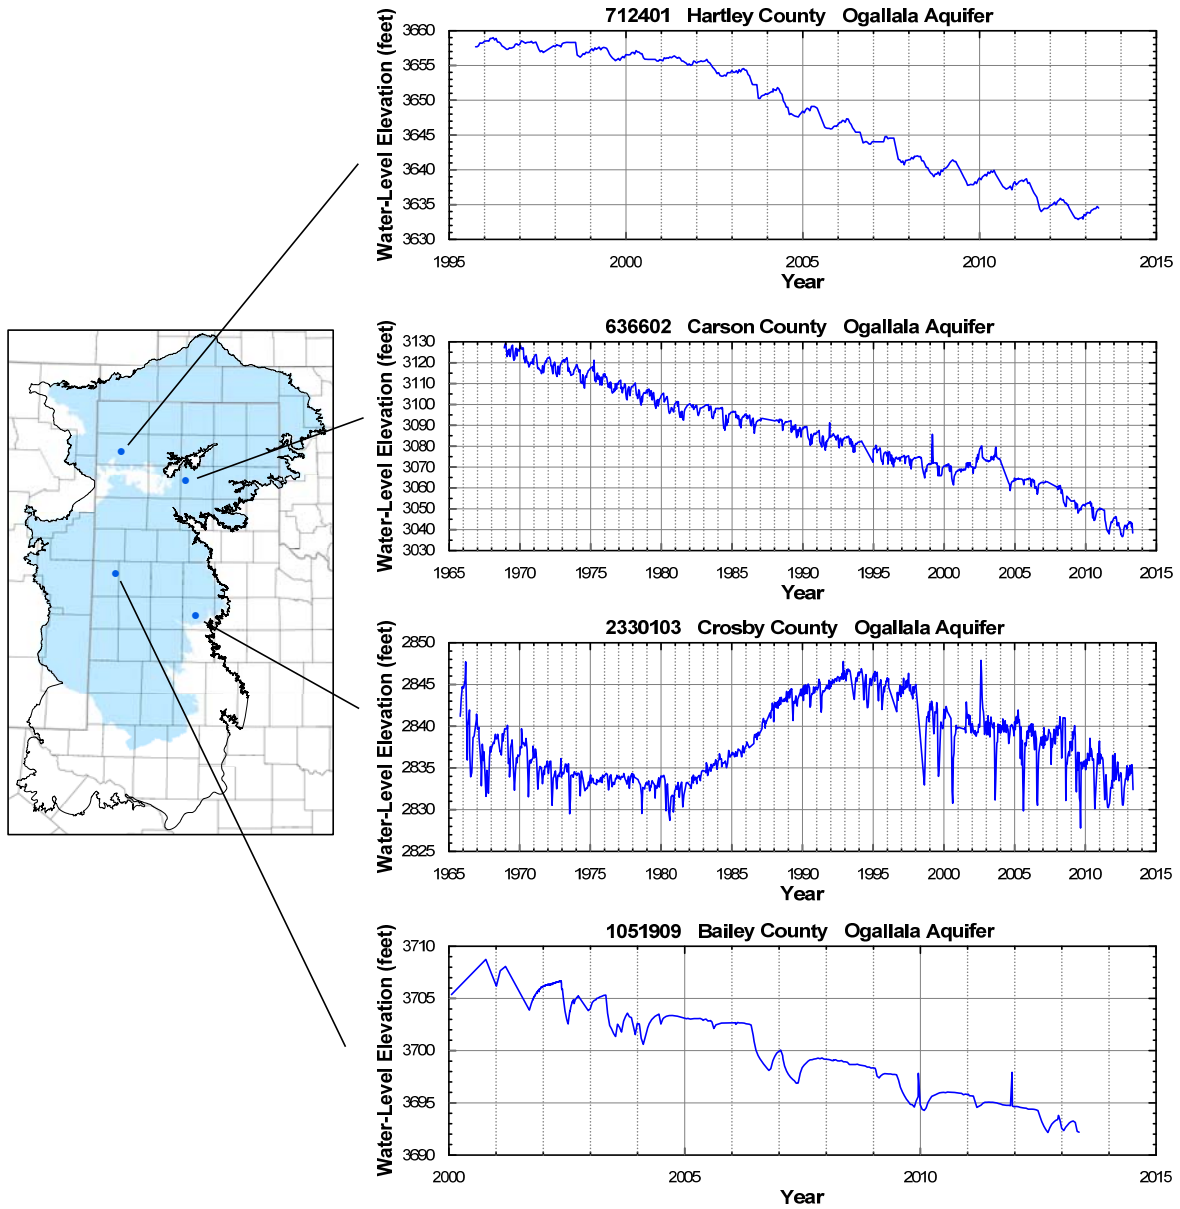 712401 Hartley County Ogallala Aquifer
Water-Level Elevation (feet)
3660
3655
3650
3645
3640
3635
3630
1995 2000 2005 2010 2015
Year
636602 Carson County Ogallala Aquifer
Water-Level Elevation (feet)
3130
3120
3110
3100
3090
3080
3070
3060
3050
3040
3030
1965 1970 1975 1980 1985 1990 1995 2000 2005 2010 2015
Year
2330103 Crosby County Ogallala Aquifer
Water-Level Elevation (feet)
2850
2845
2840
2835
2830
2825
1965 1970 1975 1980 1985 1990 1995 2000 2005 2010 2015
Year
1051909 Bailey County Ogallala Aquifer
Water-Level Elevation (feet)
3710
3705
3700
3695
3690
2000 2005 2010 2015
Year